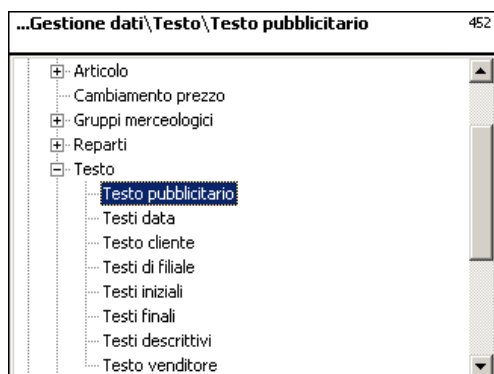 ...Gestione dati\Testo\Testo pubblicitario 452
Articolo
Cambiamento prezzo
Gruppi merceologici
Reparti
Testo
Testo pubblicitario
Testi data
Testo cliente
Testi di filiale
Testi iniziali
Testi finali
Testi descrittivi
Testo venditore